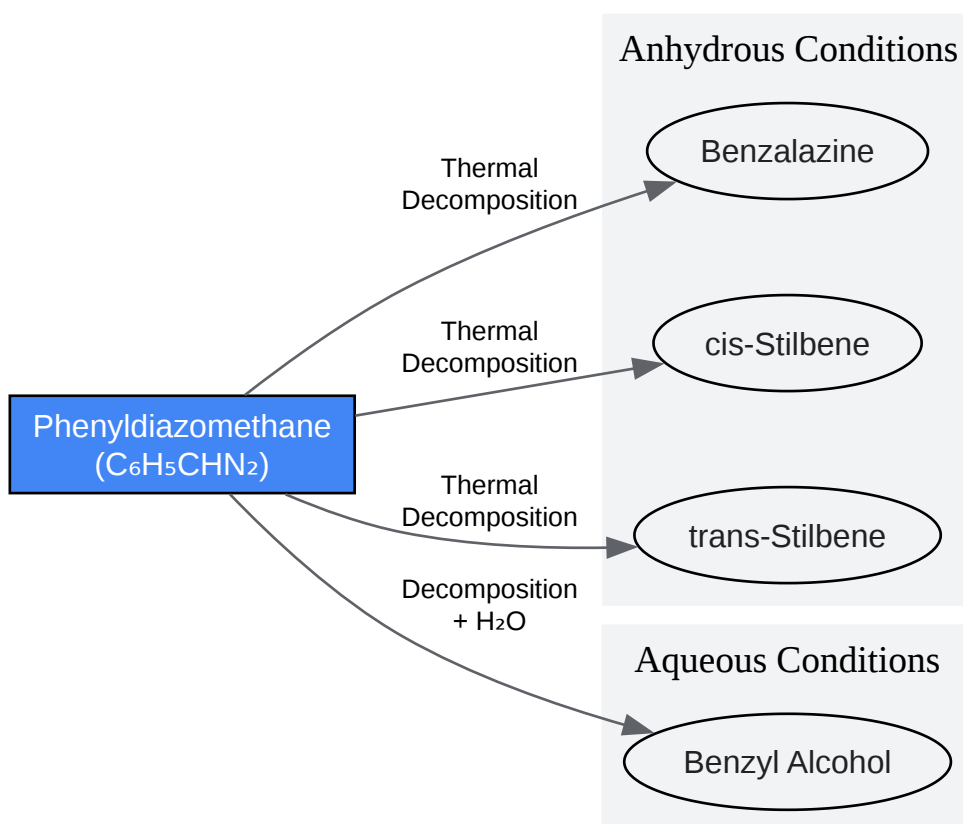 Anhydrous Conditions
Benzalazine
Thermal
Decomposition
Thermal
Decomposition
cis-Stilbene
Phenyldiazomethane
(C₆H₅CHN₂)
Thermal
Decomposition
trans-Stilbene
Decomposition
+ H₂O
Aqueous Conditions
Benzyl Alcohol